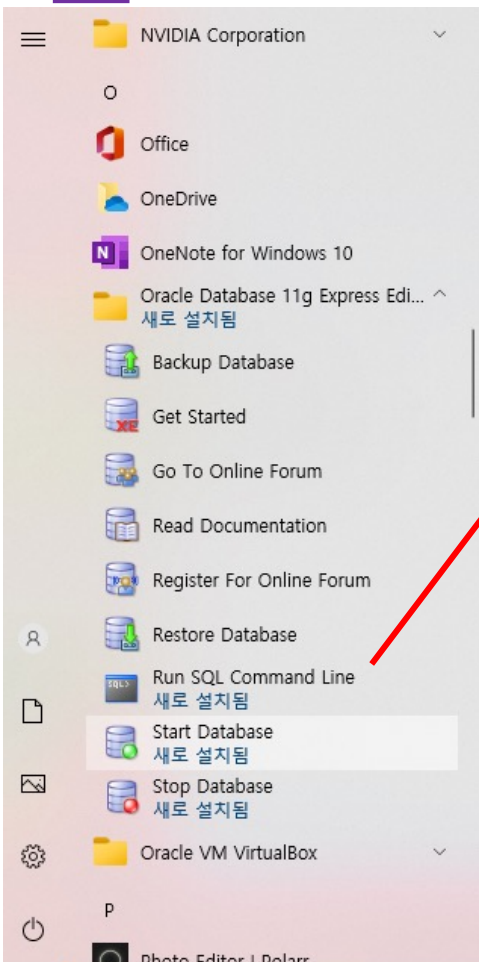 NVIDIA Corporation
O
Office
OneDrive
OneNote for Windows 10
Oracle Database 11g Express Edi...
새로 설치됨
Backup Database
Get Started
Go To Online Forum
Read Documentation
Register For Online Forum
Restore Database
Run SQL Command Line
새로 설치됨
Start Database
새로 설치됨
Stop Database
새로 설치됨
Oracle VM VirtualBox
P
Photo Editor | Polarr